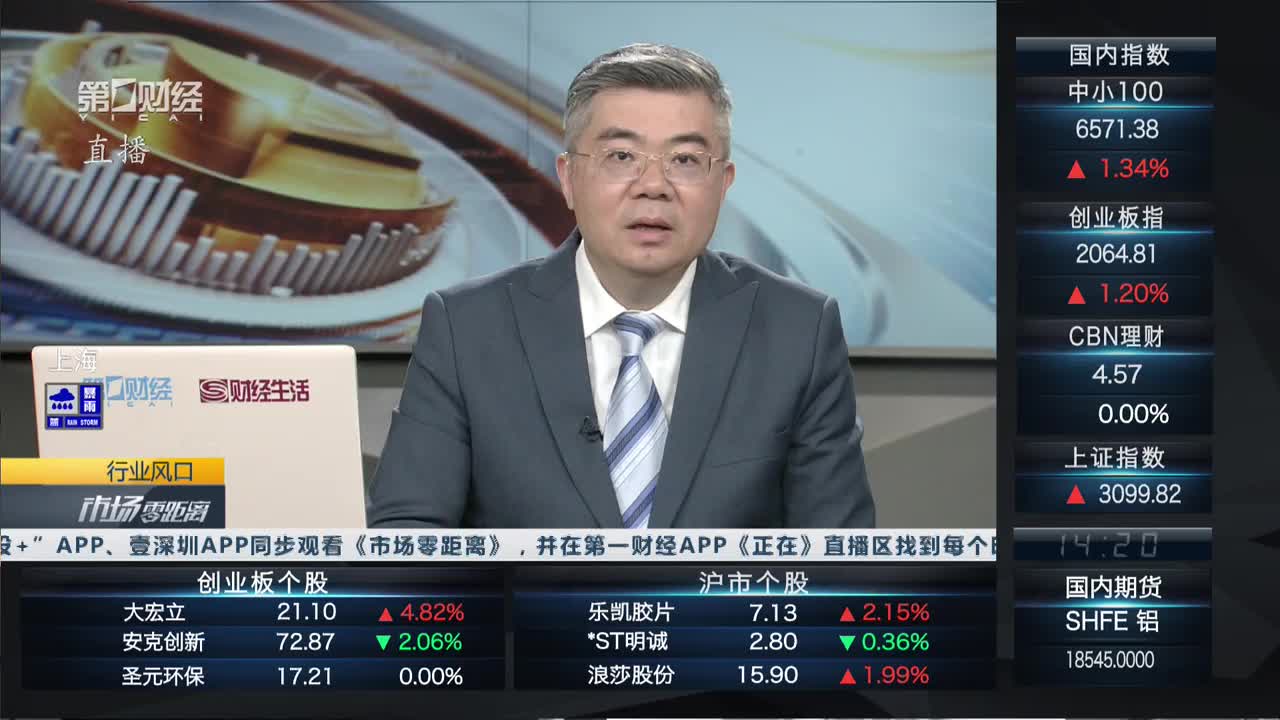 第一财经
YICAI
直播
上海
暴雨
蓝
RAIN STORM
第一财经
YICAI
财经生活
行业风口
市场零距离
股+”APP、壹深圳APP同步观看《市场零距离》，并在第一财经APP《正在》直播区找到每个
创业板个股
大宏立 21.10 ▲4.82%
安克创新 72.87 ▼2.06%
圣元环保 17.21 0.00%
沪市个股
乐凯胶片 7.13 ▲2.15%
*ST明诚 2.80 ▼0.36%
浪莎股份 15.90 ▲1.99%
国内指数
中小100
6571.38
▲ 1.34%
创业板指
2064.81
▲ 1.20%
CBN理财
4.57
0.00%
上证指数
▲ 3099.82
14:20
国内期货
SHFE 铝
18545.0000